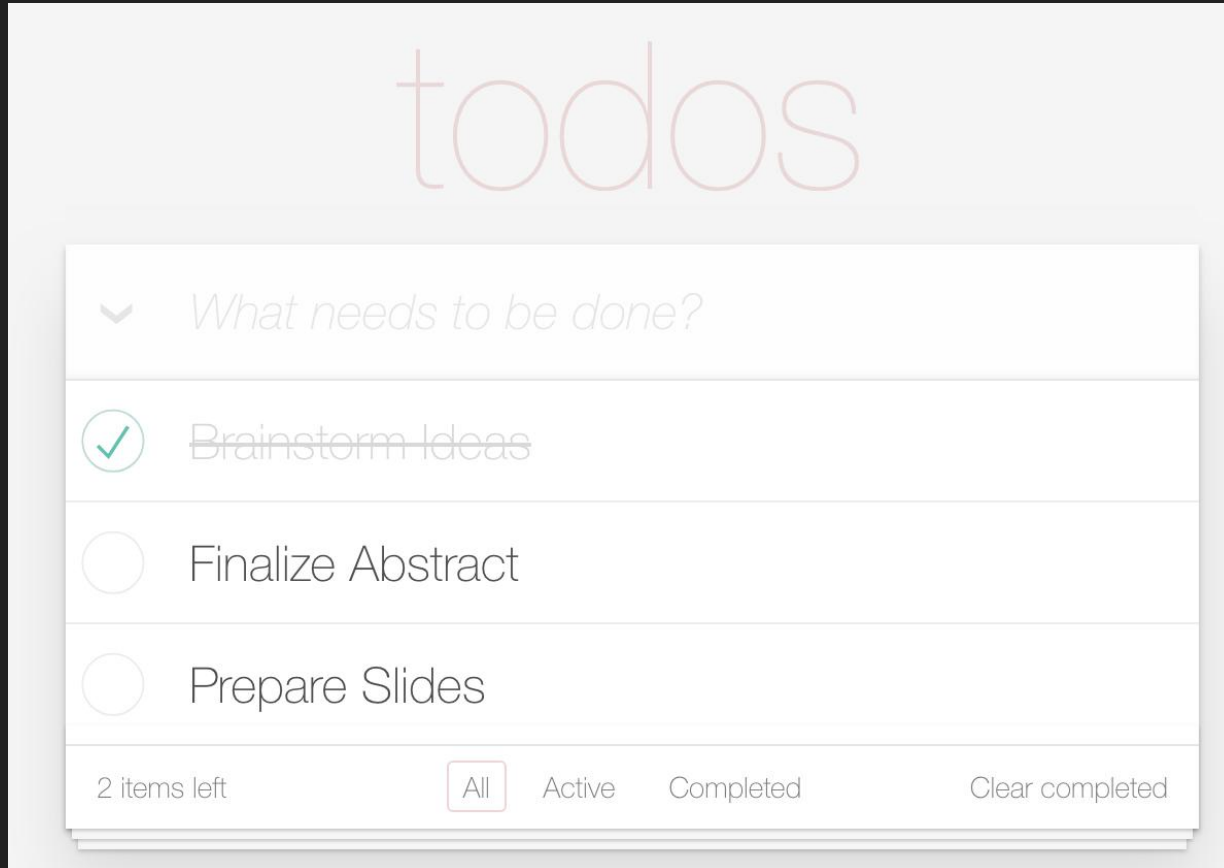 todos
What needs to be done?
Brainstorm Ideas
Finalize Abstract
Prepare Slides
2 items left All Active Completed Clear completed